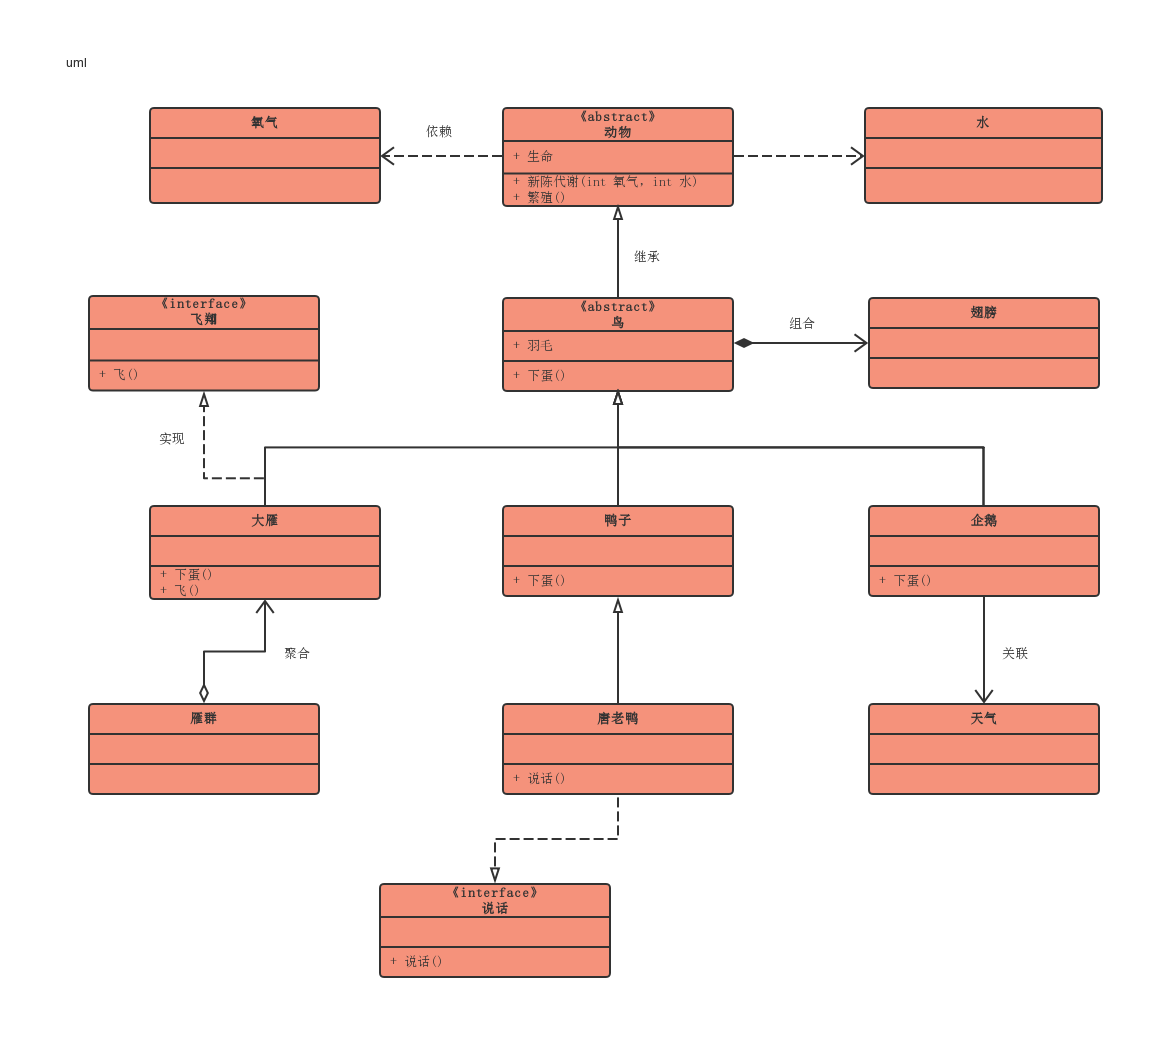 uml
氧气
依赖
《abstract》
动物
+ 生命
+ 新陈代谢(int 氧气, int 水)
+ 繁殖()
水
继承
《interface》
飞翔
+ 飞()
《abstract》
鸟
+ 羽毛
+ 下蛋()
组合
翅膀
实现
大雁
+ 下蛋()
+ 飞()
鸭子
+ 下蛋()
企鹅
+ 下蛋()
聚合
关联
雁群
唐老鸭
+ 说话()
天气
《interface》
说话
+ 说话()